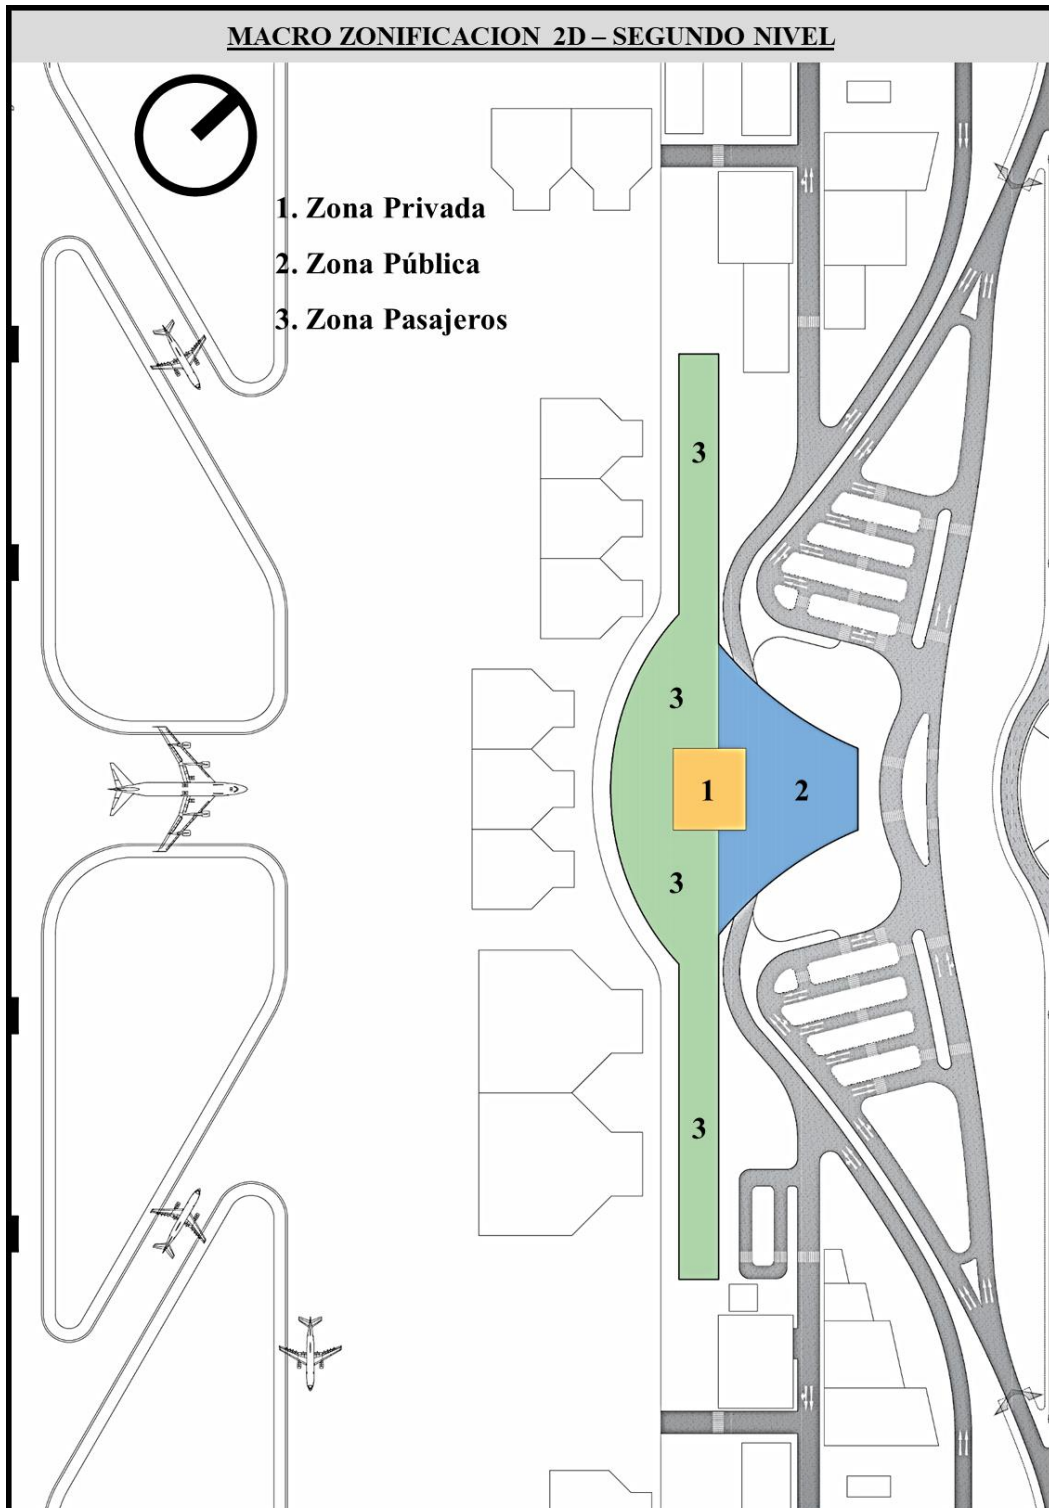 MACRO ZONIFICACION 2D – SEGUNDO NIVEL
1. Zona Privada
2. Zona Pública
3. Zona Pasajeros
3
3
1
2
3
3